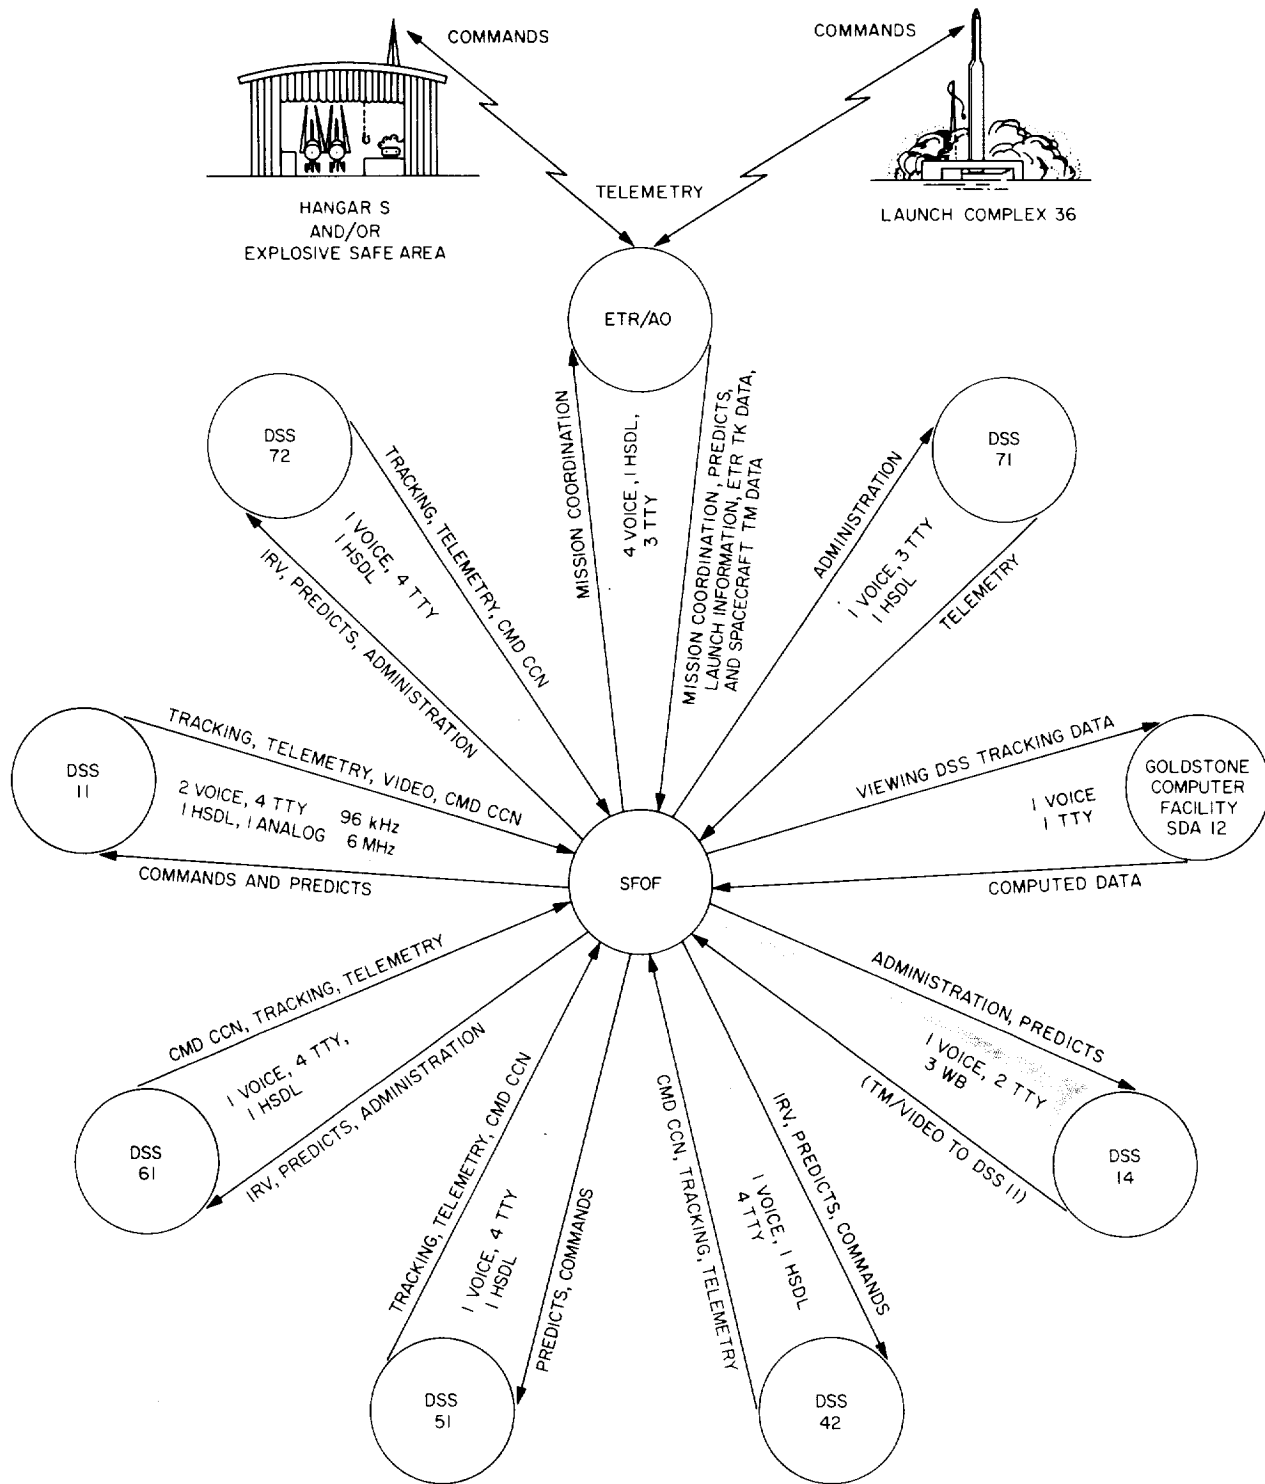 COMMANDS
COMMANDS
TELEMETRY
HANGAR S
AND/OR
EXPLOSIVE SAFE AREA
LAUNCH COMPLEX 36
ETR/AO
MISSION COORDINATION
4 VOICE, 1 HSDL,
3 TTY
MISSION COORDINATION, PREDICTS,
LAUNCH INFORMATION, ETR TK DATA,
AND SPACECRAFT TM DATA
DSS
72
TRACKING, TELEMETRY, CMD CCN
1 VOICE, 4 TTY
1 HSDL
IRV, PREDICTS, ADMINISTRATION
DSS
71
ADMINISTRATION
1 VOICE, 3 TTY
1 HSDL
TELEMETRY
DSS
11
TRACKING, TELEMETRY, VIDEO, CMD CCN
2 VOICE, 4 TTY 96 kHz
1 HSDL, 1 ANALOG 6 MHz
COMMANDS AND PREDICTS
SFOF
VIEWING DSS TRACKING DATA
1 VOICE
1 TTY
COMPUTED DATA
GOLDSTONE
COMPUTER
FACILITY
SDA 12
CMD CCN, TRACKING, TELEMETRY
1 VOICE, 4 TTY,
1 HSDL
IRV, PREDICTS, ADMINISTRATION
DSS
61
ADMINISTRATION, PREDICTS
1 VOICE, 2 TTY
3 WB
(TM/VIDEO TO DSS 11)
DSS
14
TRACKING, TELEMETRY, CMD CCN
1 VOICE, 4 TTY
1 HSDL
PREDICTS, COMMANDS
DSS
51
CMD CCN, TRACKING, TELEMETRY
1 VOICE, 1 HSDL
4 TTY
IRV, PREDICTS, COMMANDS
DSS
42